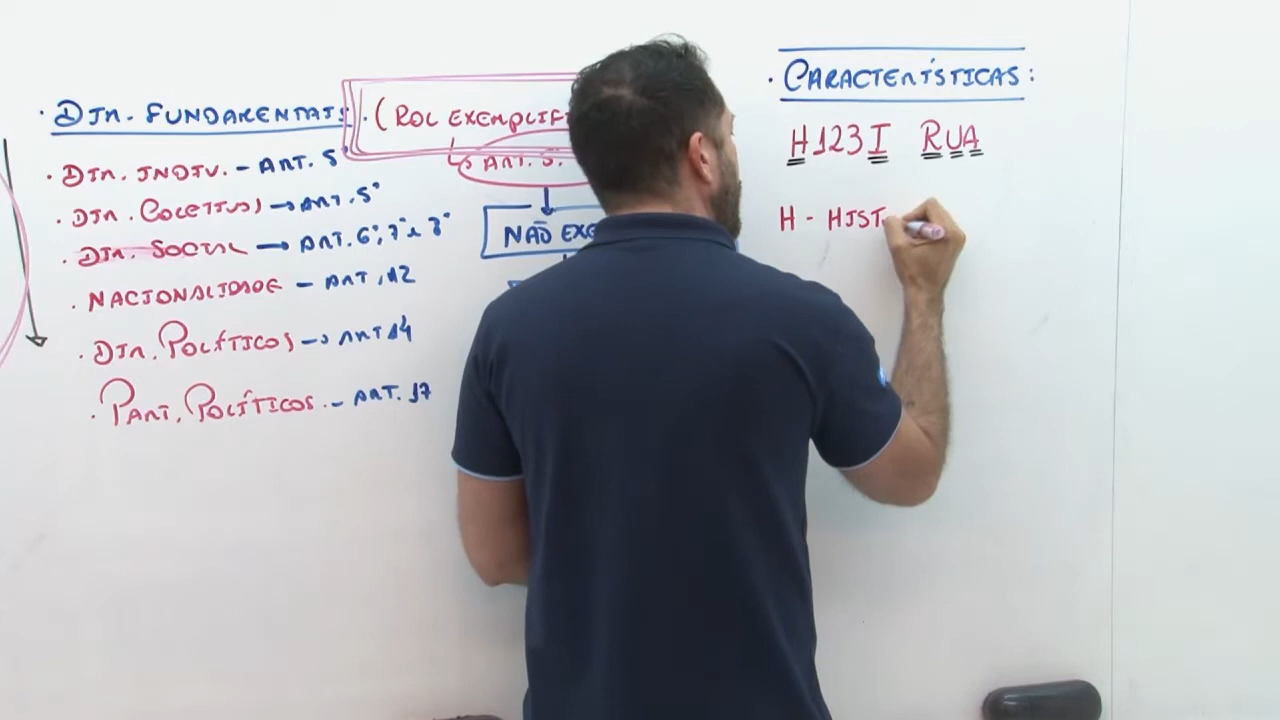 · DIR. FUNDAMENTAIS. (ROL EXEMPLIF
ART. 5.
NÃO EXE
· DIR. INDIV. - ART. 5°
· DIR. COLETIVOS → ART. 5°
· DIR. SOCIAL → ART. 6°, 7° e 8°
· NACIONALIDADE - ART. 12
· DIR. POLÍTICOS → ART 14
· PART. POLÍTICOS. - ART. 17
· CARACTERÍSTICAS:
H123I RUA
H - HIST